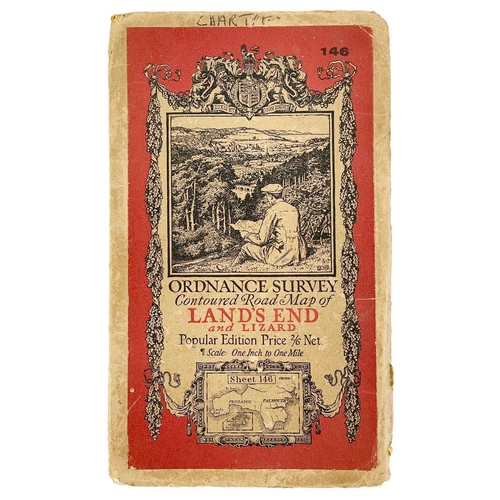 146
ORDNANCE SURVEY
Contoured Road Map of
LAND'S END
and LIZARD
Popular Edition Price 2/6 Net.
¶ Scale: One Inch to One Mile
Sheet 146
PENZANCE FALMOUTH